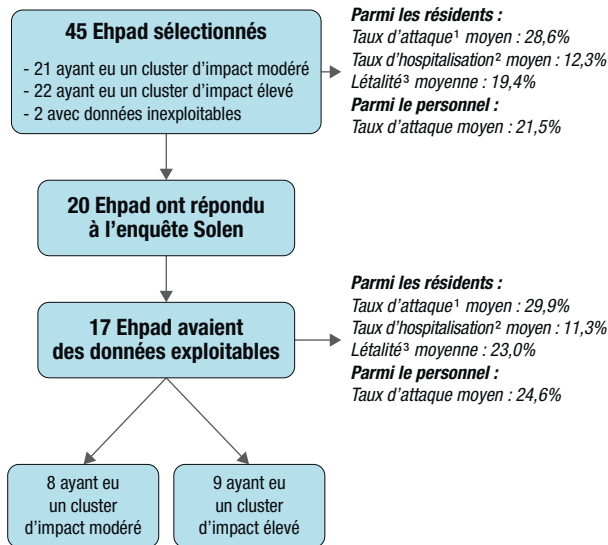 45 Ehpad sélectionnés
- 21 ayant eu un cluster d'impact modéré
- 22 ayant eu un cluster d'impact élevé
- 2 avec données inexploitables
Parmi les résidents :
Taux d'attaque¹ moyen : 28,6%
Taux d'hospitalisation² moyen : 12,3%
Létalité³ moyenne : 19,4%
Parmi le personnel :
Taux d'attaque moyen : 21,5%
20 Ehpad ont répondu
à l'enquête Solen
17 Ehpad avaient
des données exploitables
Parmi les résidents :
Taux d'attaque¹ moyen : 29,9%
Taux d'hospitalisation² moyen : 11,3%
Létalité³ moyenne : 23,0%
Parmi le personnel :
Taux d'attaque moyen : 24,6%
8 ayant eu
un cluster
d'impact modéré
9 ayant eu
un cluster
d'impact élevé